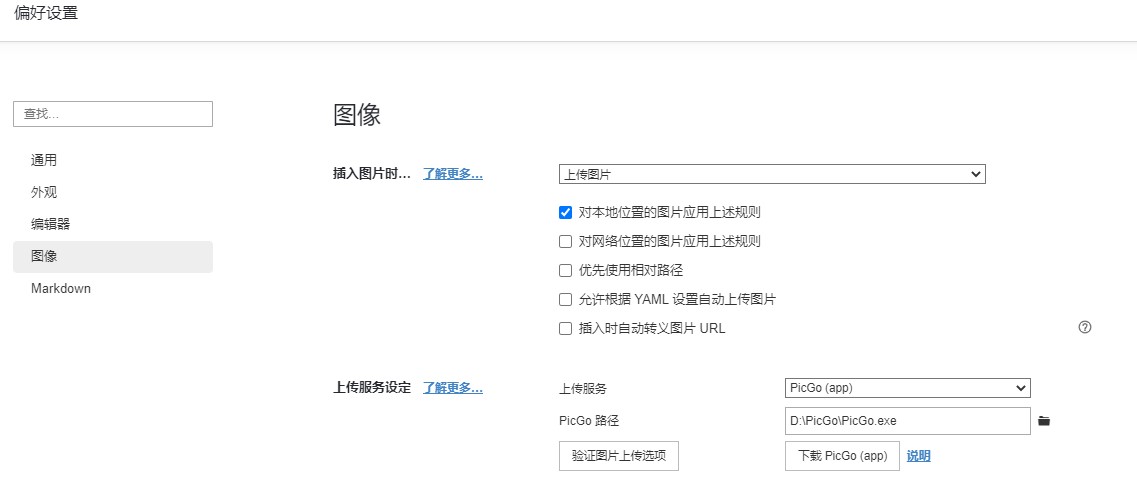 偏好设置
查找...
通用
外观
编辑器
图像
Markdown
图像
插入图片时... 了解更多... 上传图片
对本地位置的图片应用上述规则
对网络位置的图片应用上述规则
优先使用相对路径
允许根据 YAML 设置自动上传图片
插入时自动转义图片 URL
上传服务设定 了解更多... 上传服务 PicGo (app)
PicGo 路径 D:\PicGo\PicGo.exe
验证图片上传选项 下载 PicGo (app) 说明